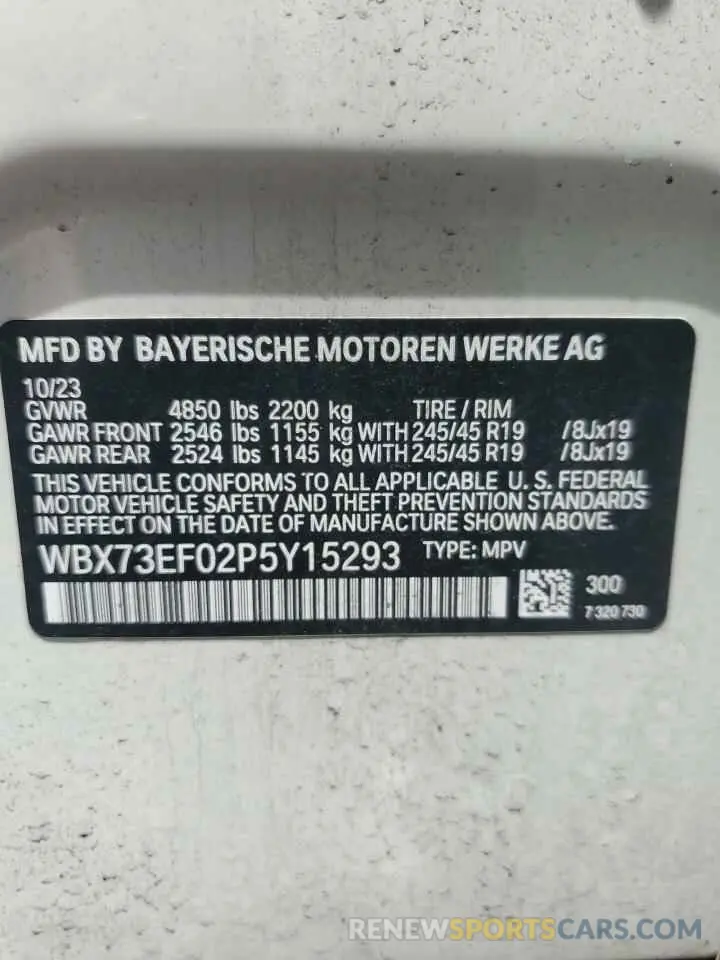 MFD BY BAYERISCHE MOTOREN WERKE AG
10/23
GVWR 4850 lbs 2200 kg TIRE / RIM
GAWR FRONT 2546 lbs 1155 kg WITH 245/45 R19 /8Jx19
GAWR REAR 2524 lbs 1145 kg WITH 245/45 R19 /8Jx19
THIS VEHICLE CONFORMS TO ALL APPLICABLE U. S. FEDERAL
MOTOR VEHICLE SAFETY AND THEFT PREVENTION STANDARDS
IN EFFECT ON THE DATE OF MANUFACTURE SHOWN ABOVE.
WBX73EF02P5Y15293 TYPE: MPV
300
7 320 730
RENEWSPORTSCARS.COM